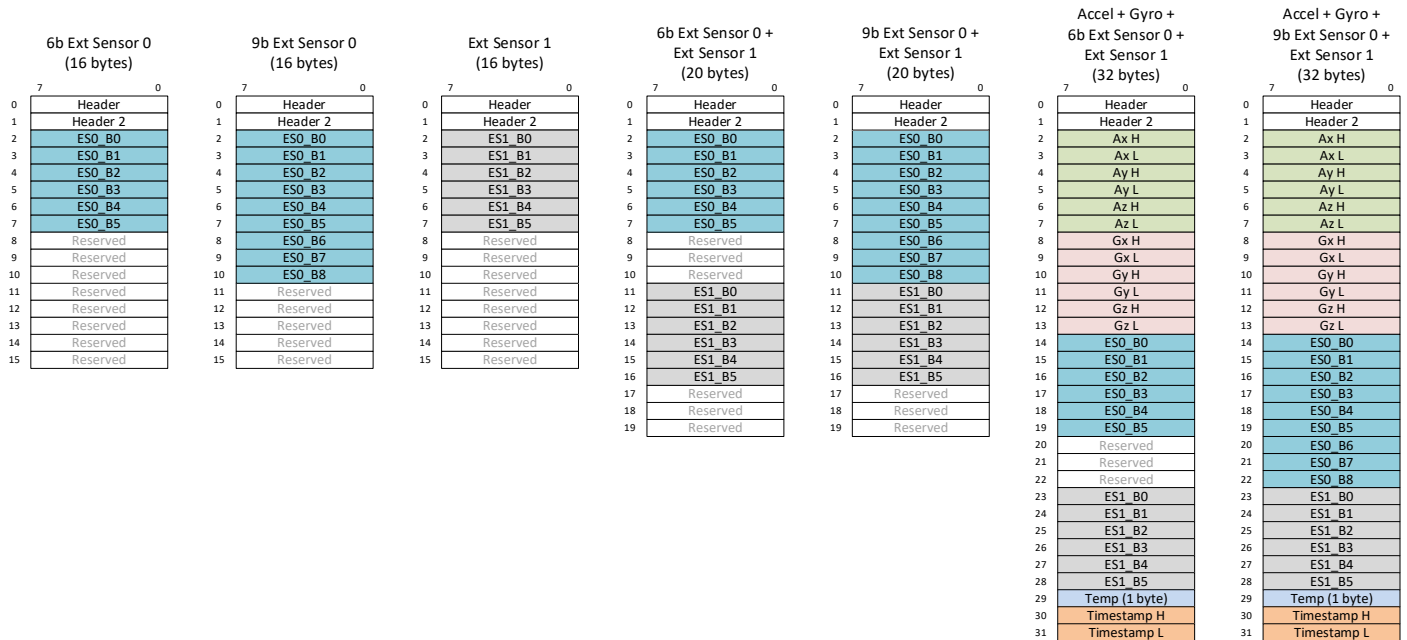 6b Ext Sensor 0
(16 bytes)
7 0
0 Header
1 Header 2
2 ES0_B0
3 ES0_B1
4 ES0_B2
5 ES0_B3
6 ES0_B4
7 ES0_B5
8 Reserved
9 Reserved
10 Reserved
11 Reserved
12 Reserved
13 Reserved
14 Reserved
15 Reserved
9b Ext Sensor 0
(16 bytes)
7 0
0 Header
1 Header 2
2 ES0_B0
3 ES0_B1
4 ES0_B2
5 ES0_B3
6 ES0_B4
7 ES0_B5
8 ES0_B6
9 ES0_B7
10 ES0_B8
11 Reserved
12 Reserved
13 Reserved
14 Reserved
15 Reserved
Ext Sensor 1
(16 bytes)
7 0
0 Header
1 Header 2
2 ES1_B0
3 ES1_B1
4 ES1_B2
5 ES1_B3
6 ES1_B4
7 ES1_B5
8 Reserved
9 Reserved
10 Reserved
11 Reserved
12 Reserved
13 Reserved
14 Reserved
15 Reserved
6b Ext Sensor 0 +
Ext Sensor 1
(20 bytes)
7 0
0 Header
1 Header 2
2 ES0_B0
3 ES0_B1
4 ES0_B2
5 ES0_B3
6 ES0_B4
7 ES0_B5
8 Reserved
9 Reserved
10 Reserved
11 ES1_B0
12 ES1_B1
13 ES1_B2
14 ES1_B3
15 ES1_B4
16 ES1_B5
17 Reserved
18 Reserved
19 Reserved
9b Ext Sensor 0 +
Ext Sensor 1
(20 bytes)
7 0
0 Header
1 Header 2
2 ES0_B0
3 ES0_B1
4 ES0_B2
5 ES0_B3
6 ES0_B4
7 ES0_B5
8 ES0_B6
9 ES0_B7
10 ES0_B8
11 ES1_B0
12 ES1_B1
13 ES1_B2
14 ES1_B3
15 ES1_B4
16 ES1_B5
17 Reserved
18 Reserved
19 Reserved
Accel + Gyro +
6b Ext Sensor 0 +
Ext Sensor 1
(32 bytes)
7 0
0 Header
1 Header 2
2 Ax H
3 Ax L
4 Ay H
5 Ay L
6 Az H
7 Az L
8 Gx H
9 Gx L
10 Gy H
11 Gy L
12 Gz H
13 Gz L
14 ES0_B0
15 ES0_B1
16 ES0_B2
17 ES0_B3
18 ES0_B4
19 ES0_B5
20 Reserved
21 Reserved
22 Reserved
23 ES1_B0
24 ES1_B1
25 ES1_B2
26 ES1_B3
27 ES1_B4
28 ES1_B5
29 Temp (1 byte)
30 Timestamp H
31 Timestamp L
Accel + Gyro +
9b Ext Sensor 0 +
Ext Sensor 1
(32 bytes)
7 0
0 Header
1 Header 2
2 Ax H
3 Ax L
4 Ay H
5 Ay L
6 Az H
7 Az L
8 Gx H
9 Gx L
10 Gy H
11 Gy L
12 Gz H
13 Gz L
14 ES0_B0
15 ES0_B1
16 ES0_B2
17 ES0_B3
18 ES0_B4
19 ES0_B5
20 ES0_B6
21 ES0_B7
22 ES0_B8
23 ES1_B0
24 ES1_B1
25 ES1_B2
26 ES1_B3
27 ES1_B4
28 ES1_B5
29 Temp (1 byte)
30 Timestamp H
31 Timestamp L